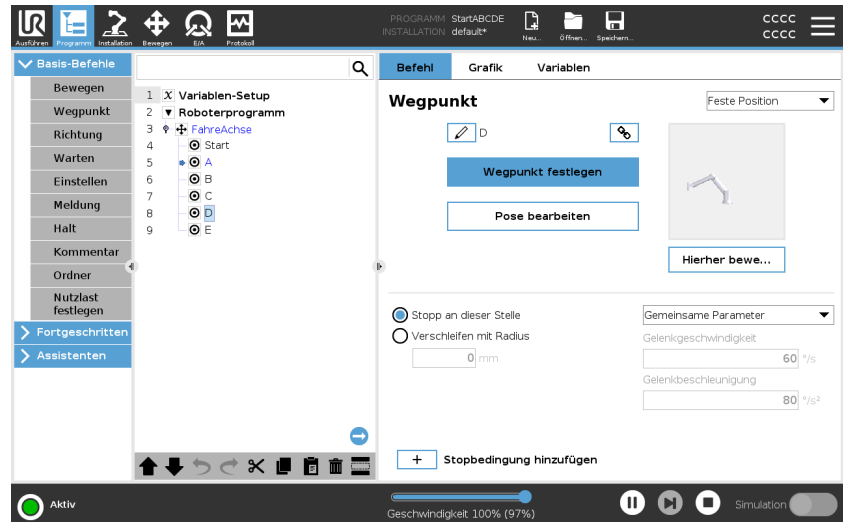 PROGRAMM StartABCDE
INSTALLATION default*
Neu... Öffnen... Speichern...
cccc
cccc
Ausführen Programm Installation Bewegen E/A Protokoll
Basis-Befehle
Bewegen
Wegpunkt
Richtung
Warten
Einstellen
Meldung
Halt
Kommentar
Ordner
Nutzlast
festlegen
Fortgeschritten
Assistenten
1 X Variablen-Setup
2 Roboterprogramm
3 FahreAchse
4 Start
5 A
6 B
7 C
8 D
9 E
Befehl Grafik Variablen
Wegpunkt
Feste Position
D
Wegpunkt festlegen
Pose bearbeiten
Hierher bewe...
Stopp an dieser Stelle
Verschleifen mit Radius
0 mm
Gemeinsame Parameter
Gelenkgeschwindigkeit
60 °/s
Gelenkbeschleunigung
80 °/s²
+ Stopbedingung hinzufügen
Aktiv
Geschwindigkeit 100% (97%)
Simulation